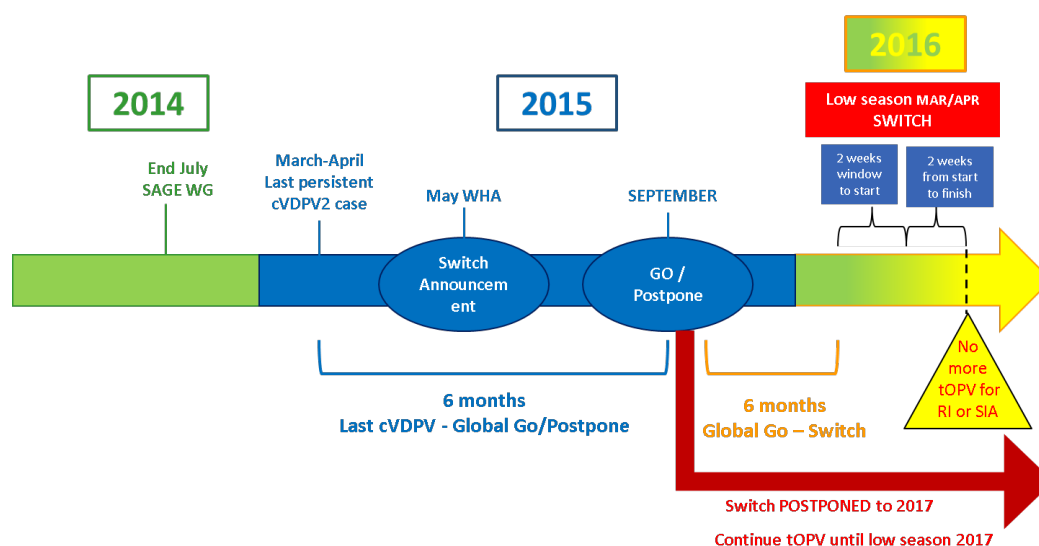 2014
2015
2016
Low season MAR/APR
SWITCH
End July
SAGE WG
March-April
Last persistent
cVDPV2 case
May WHA
SEPTEMBER
2 weeks
window
to start
2 weeks
from start
to finish
Switch
Announcem
ent
GO /
Postpone
No
more
tOPV for
RI or SIA
6 months
Last cVDPV - Global Go/Postpone
6 months
Global Go – Switch
Switch POSTPONED to 2017
Continue tOPV until low season 2017